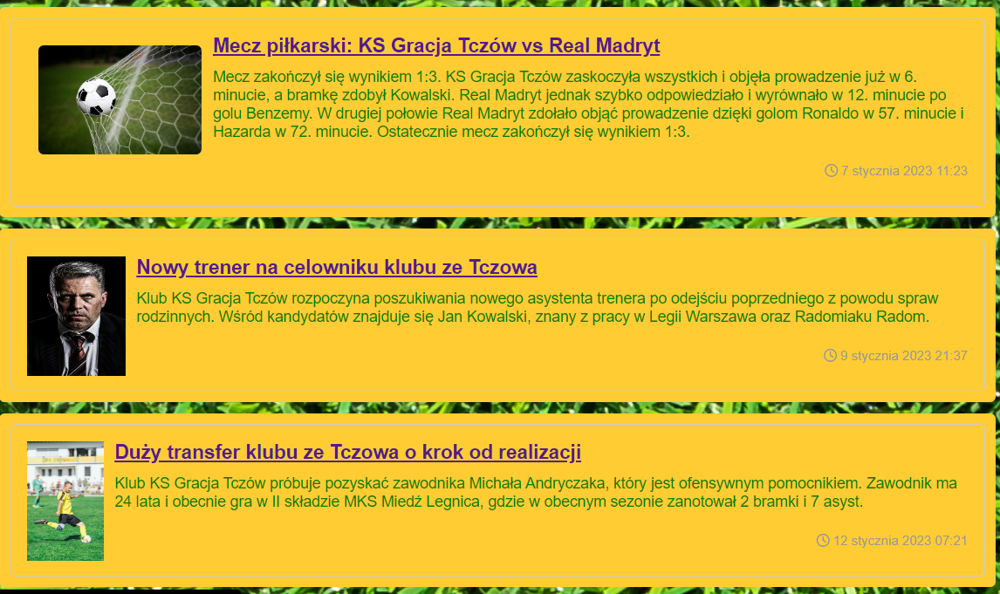 Mecz piłkarski: KS Gracja Tczów vs Real Madryt
Mecz zakończył się wynikiem 1:3. KS Gracja Tczów zaskoczyła wszystkich i objęła prowadzenie już w 6.
minucie, a bramkę zdobył Kowalski. Real Madryt jednak szybko odpowiedziało i wyrównało w 12. minucie po
golu Benzemy. W drugiej połowie Real Madryt zdołało objąć prowadzenie dzięki golom Ronaldo w 57. minucie i
Hazarda w 72. minucie. Ostatecznie mecz zakończył się wynikiem 1:3.
7 stycznia 2023 11:23
Nowy trener na celowniku klubu ze Tczowa
Klub KS Gracja Tczów rozpoczyna poszukiwania nowego asystenta trenera po odejściu poprzedniego z powodu spraw
rodzinnych. Wśród kandydatów znajduje się Jan Kowalski, znany z pracy w Legii Warszawa oraz Radomiaku Radom.
9 stycznia 2023 21:37
Duży transfer klubu ze Tczowa o krok od realizacji
Klub KS Gracja Tczów próbuje pozyskać zawodnika Michała Andryczaka, który jest ofensywnym pomocnikiem. Zawodnik ma
24 lata i obecnie gra w II składzie MKS Miedź Legnica, gdzie w obecnym sezonie zanotował 2 bramki i 7 asyst.
12 stycznia 2023 07:21